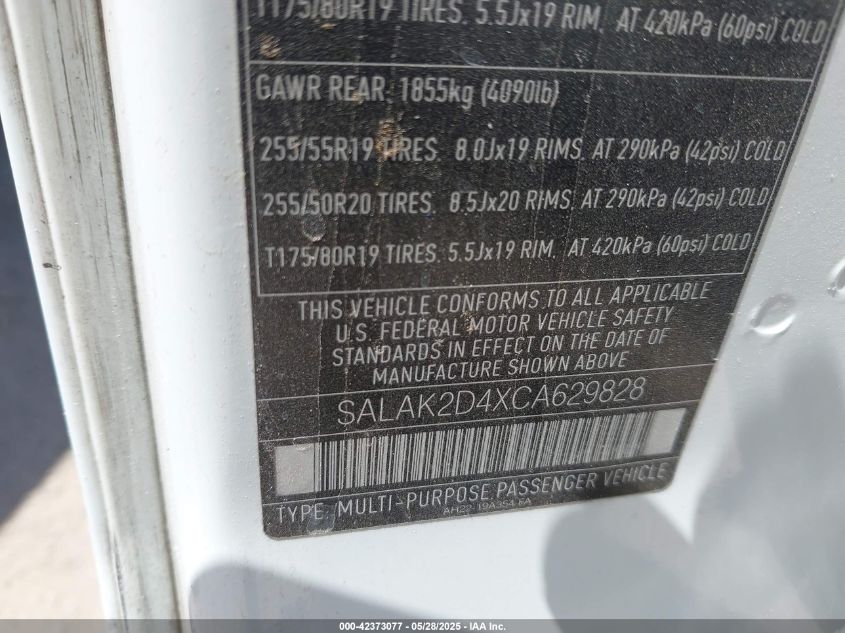 T175/80R19 TIRES. 5.5Jx19 RIM. AT 420kPa (60psi) COLD
GAWR REAR: 1855kg (4090lb)
255/55R19 TIRES. 8.0Jx19 RIMS. AT 290kPa (42psi) COLD
255/50R20 TIRES. 8.5Jx20 RIMS. AT 290kPa (42psi) COLD
T175/80R19 TIRES. 5.5Jx19 RIM. AT 420kPa (60psi) COLD
THIS VEHICLE CONFORMS TO ALL APPLICABLE
U.S. FEDERAL MOTOR VEHICLE SAFETY
STANDARDS IN EFFECT ON THE DATE OF
MANUFACTURE SHOWN ABOVE
SALAK2D4XCA629828
TYPE: MULTI-PURPOSE PASSENGER VEHICLE
AH22-19A354-FA
000-42373077 05/28/2025 IAA Inc.